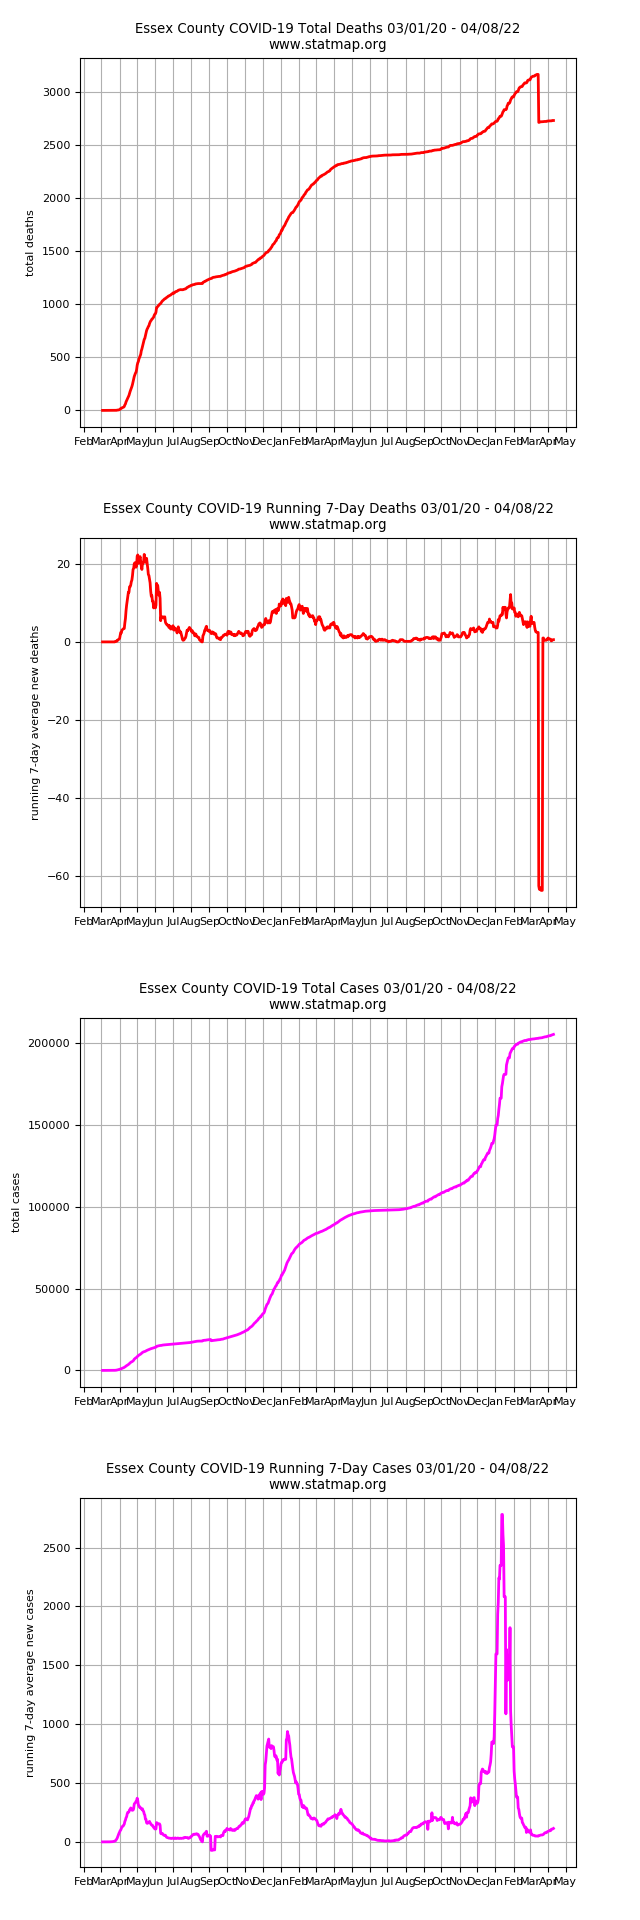 Essex County COVID-19 Total Deaths 03/01/20 - 04/08/22
www.statmap.org
total deaths
3000
2500
2000
1500
1000
500
0
Feb Mar Apr May Jun Jul Aug Sep Oct Nov Dec Jan Feb Mar Apr May Jun Jul Aug Sep Oct Nov Dec Jan Feb Mar Apr May
Essex County COVID-19 Running 7-Day Deaths 03/01/20 - 04/08/22
www.statmap.org
running 7-day average new deaths
20
0
−20
−40
−60
Feb Mar Apr May Jun Jul Aug Sep Oct Nov Dec Jan Feb Mar Apr May Jun Jul Aug Sep Oct Nov Dec Jan Feb Mar Apr May
Essex County COVID-19 Total Cases 03/01/20 - 04/08/22
www.statmap.org
total cases
200000
150000
100000
50000
0
Feb Mar Apr May Jun Jul Aug Sep Oct Nov Dec Jan Feb Mar Apr May Jun Jul Aug Sep Oct Nov Dec Jan Feb Mar Apr May
Essex County COVID-19 Running 7-Day Cases 03/01/20 - 04/08/22
www.statmap.org
running 7-day average new cases
2500
2000
1500
1000
500
0
Feb Mar Apr May Jun Jul Aug Sep Oct Nov Dec Jan Feb Mar Apr May Jun Jul Aug Sep Oct Nov Dec Jan Feb Mar Apr May